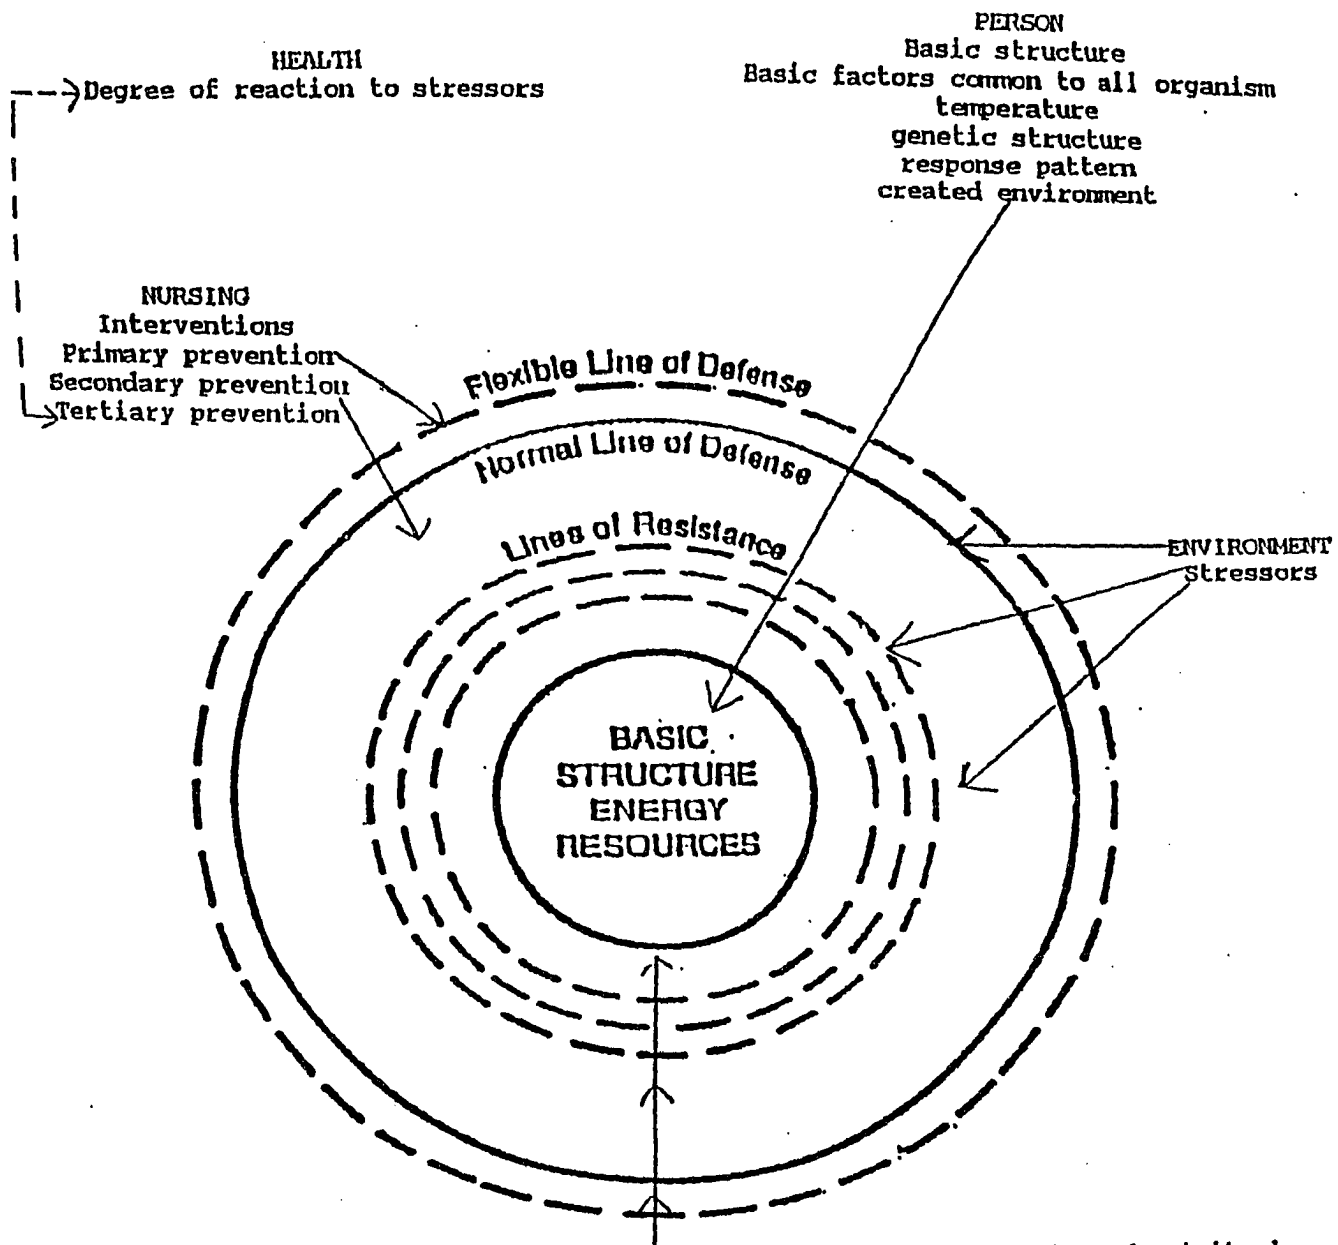 HEALTH
Degree of reaction to stressors
PERSON
Basic structure
Basic factors common to all organism
temperature
genetic structure
response pattern
created environment
NURSING
Interventions
Primary prevention
Secondary prevention
Tertiary prevention
Flexible Line of Defense
Normal Line of Defense
Lines of Resistance
ENVIRONMENT
Stressors
BASIC
STRUCTURE
ENERGY
RESOURCES